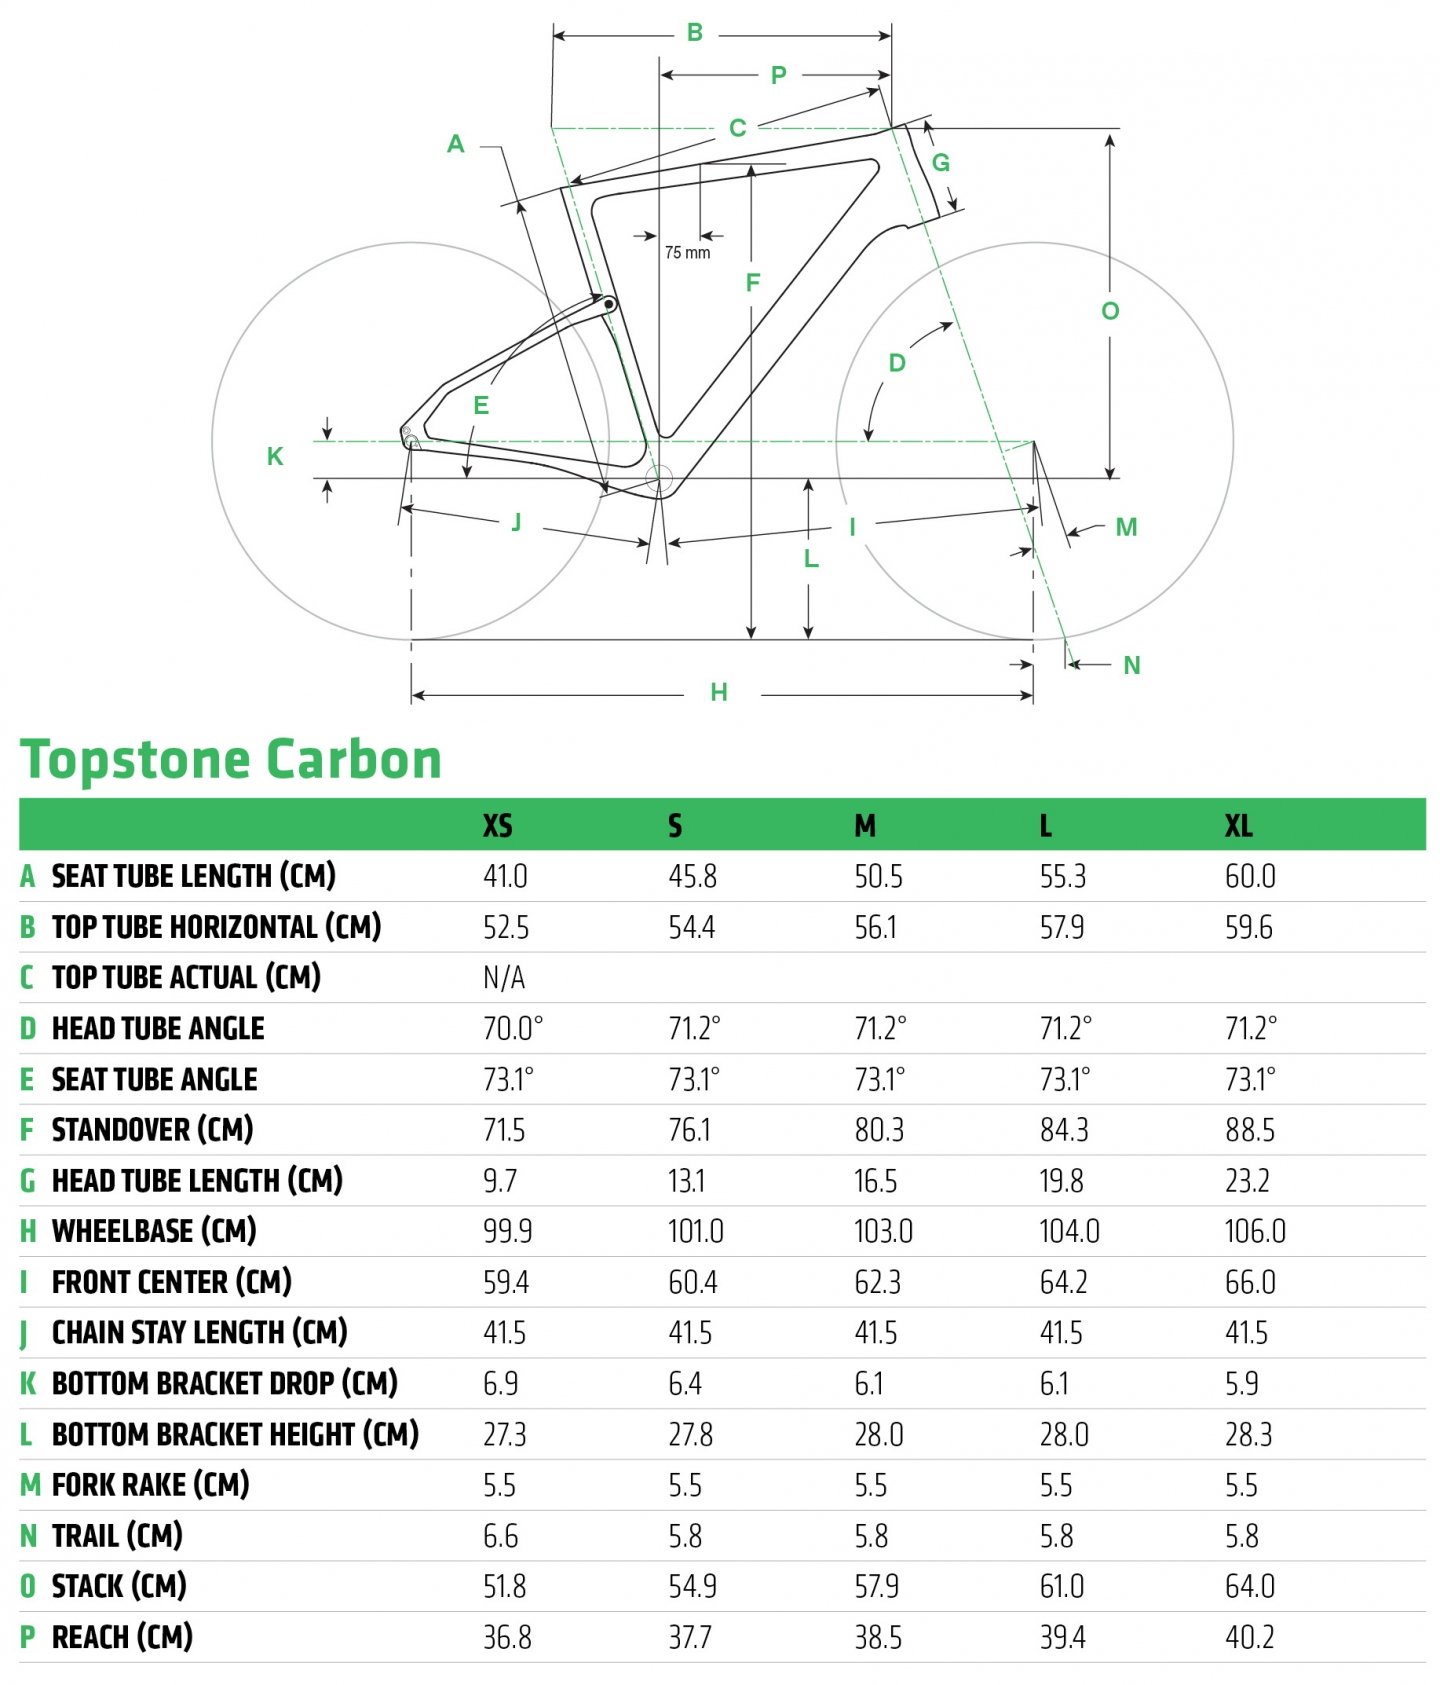 B
P
C
A
G
75 mm
F
O
D
E
K
J
I
M
L
N
H
Topstone Carbon
XS S M L XL
A SEAT TUBE LENGTH (CM) 41.0 45.8 50.5 55.3 60.0
B TOP TUBE HORIZONTAL (CM) 52.5 54.4 56.1 57.9 59.6
C TOP TUBE ACTUAL (CM) N/A
D HEAD TUBE ANGLE 70.0° 71.2° 71.2° 71.2° 71.2°
E SEAT TUBE ANGLE 73.1° 73.1° 73.1° 73.1° 73.1°
F STANDOVER (CM) 71.5 76.1 80.3 84.3 88.5
G HEAD TUBE LENGTH (CM) 9.7 13.1 16.5 19.8 23.2
H WHEELBASE (CM) 99.9 101.0 103.0 104.0 106.0
I FRONT CENTER (CM) 59.4 60.4 62.3 64.2 66.0
J CHAIN STAY LENGTH (CM) 41.5 41.5 41.5 41.5 41.5
K BOTTOM BRACKET DROP (CM) 6.9 6.4 6.1 6.1 5.9
L BOTTOM BRACKET HEIGHT (CM) 27.3 27.8 28.0 28.0 28.3
M FORK RAKE (CM) 5.5 5.5 5.5 5.5 5.5
N TRAIL (CM) 6.6 5.8 5.8 5.8 5.8
O STACK (CM) 51.8 54.9 57.9 61.0 64.0
P REACH (CM) 36.8 37.7 38.5 39.4 40.2